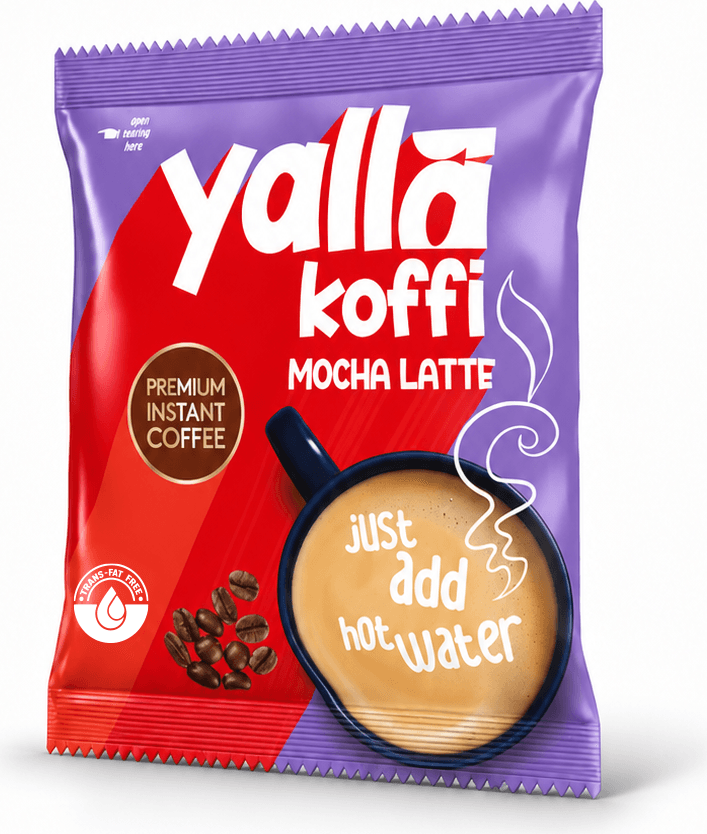 open
tearing
here
yallā
koffi
MOCHA LATTE
PREMIUM
INSTANT
COFFEE
just
add
hot water
TRANS-FAT FREE